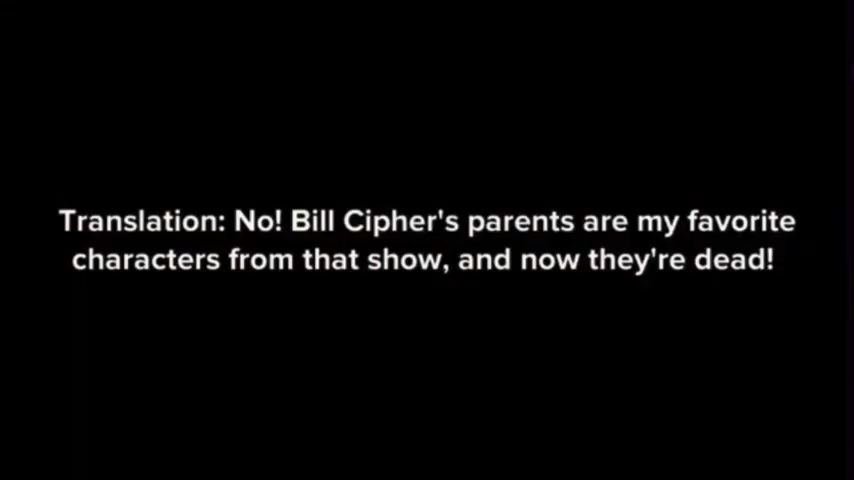 Translation: No! Bill Cipher's parents are my favorite
characters from that show, and now they're dead!